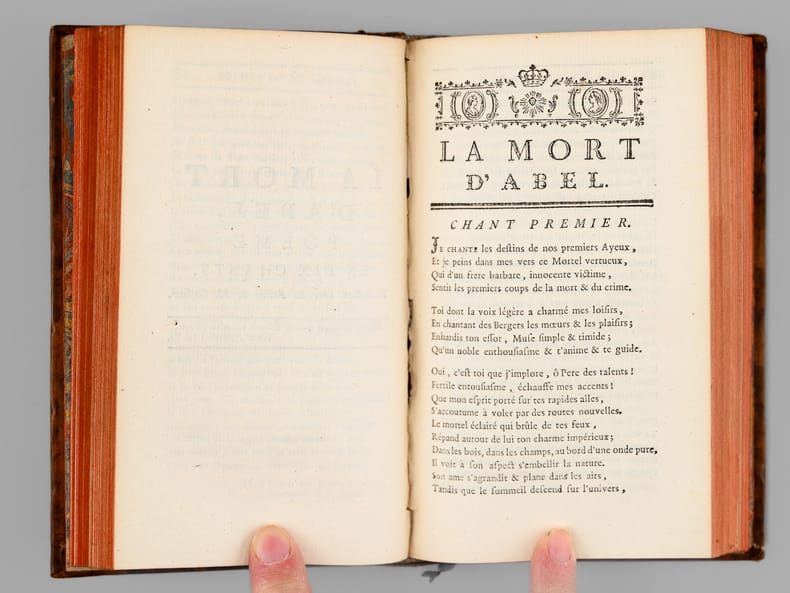 LA MORT
D'ABEL.
CHANT PREMIER.
JE CHANTE les deſtins de nos premiers Ayeux,
Et je peins dans mes vers ce Mortel vertueux,
Qui d'un frere barbare, innocente victime,
Sentit les premiers coups de la mort & du crime.
Toi dont la voix légère a charmé mes loiſirs,
En chantant des Bergers les mœurs & les plaiſirs;
Enhardis ton eſſor, Muſe ſimple & timide;
Qu'un noble enthouſiaſme & t'anime & te guide.
Oui, c'eſt toi que j'implore, ô Pere des talents!
Fertile entouſiaſme, échauffe mes accents!
Que mon eſprit porté ſur tes rapides aîles,
S'accoutume à voler par des routes nouvelles.
Le mortel éclairé qui brûle de tes feux,
Répand autour de lui ton charme impérieux;
Dans les bois, dans les champs, au bord d'une onde pure,
Il voit à ſon aſpect s'embellir la nature.
Son ame s'agrandit & plane dans les airs,
Tandis que le ſommeil deſcend ſur l'univers,